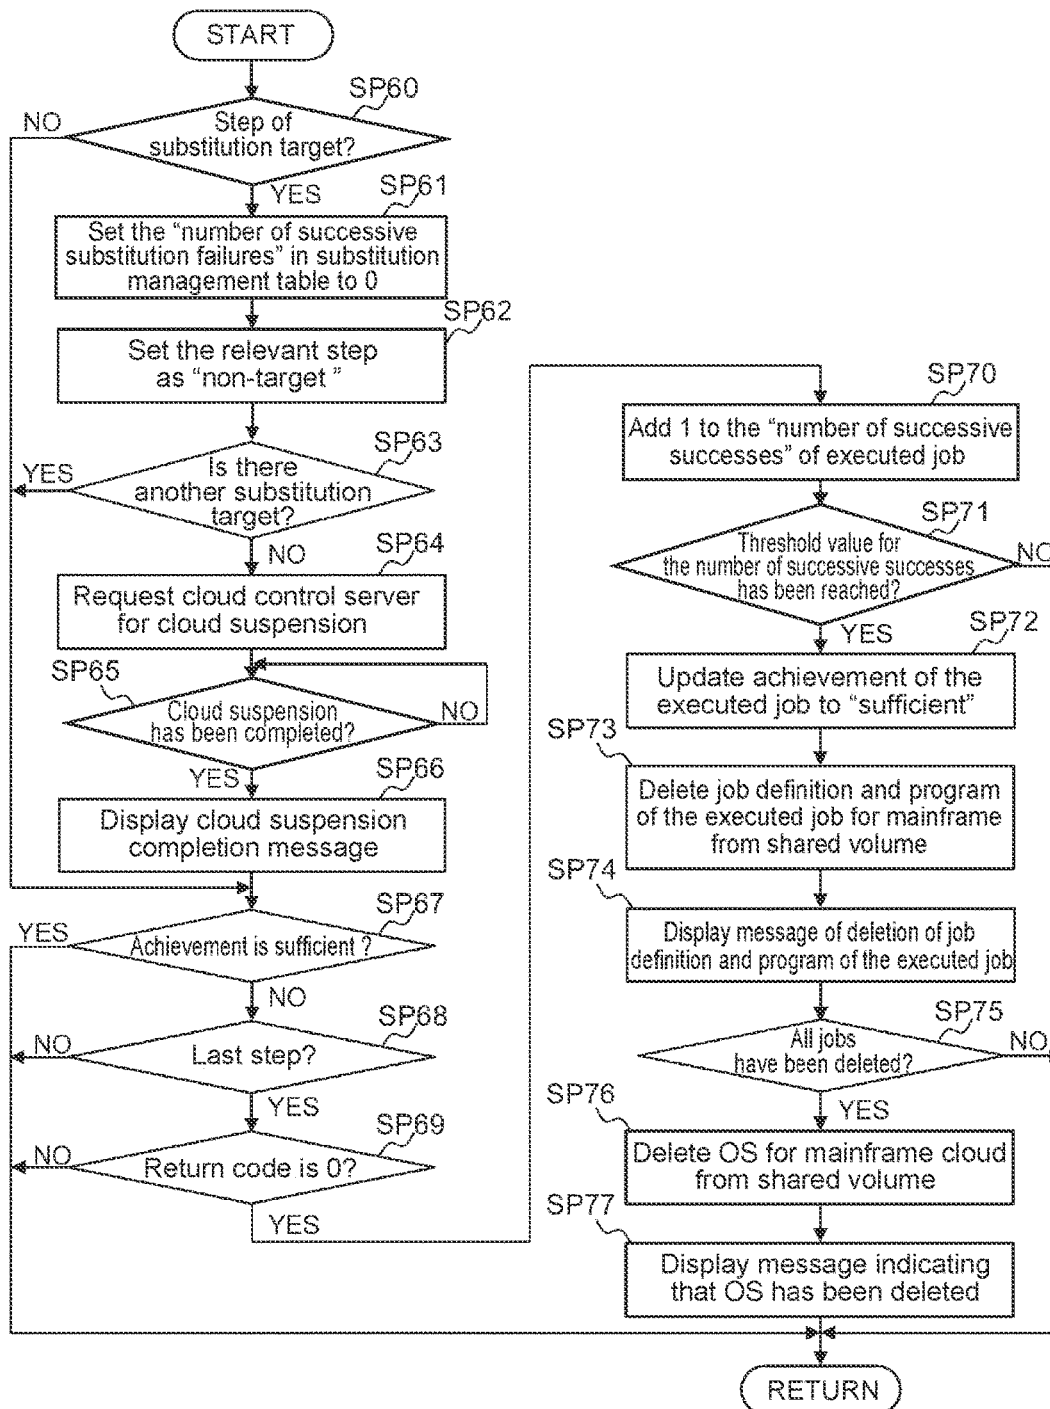 START
SP60
NO
Step of
substitution target?
YES
SP61
Set the “number of successive
substitution failures” in substitution
management table to 0
SP62
Set the relevant step
as “non-target ”
SP63
YES
Is there
another substitution
target?
NO
SP64
Request cloud control server
for cloud suspension
SP65
Cloud suspension
has been completed?
NO
YES
SP66
Display cloud suspension
completion message
SP67
YES
Achievement is sufficient ?
NO
SP68
NO
Last step?
YES
SP69
NO
Return code is 0?
YES
SP70
Add 1 to the “number of successive
successes” of executed job
SP71
Threshold value for
the number of successive successes
has been reached?
NO
YES
SP72
Update achievement of the
executed job to “sufficient”
SP73
Delete job definition and program
of the executed job for mainframe
from shared volume
SP74
Display message of deletion of job
definition and program of the executed job
SP75
All jobs
have been deleted?
NO
YES
SP76
Delete OS for mainframe cloud
from shared volume
SP77
Display message indicating
that OS has been deleted
RETURN